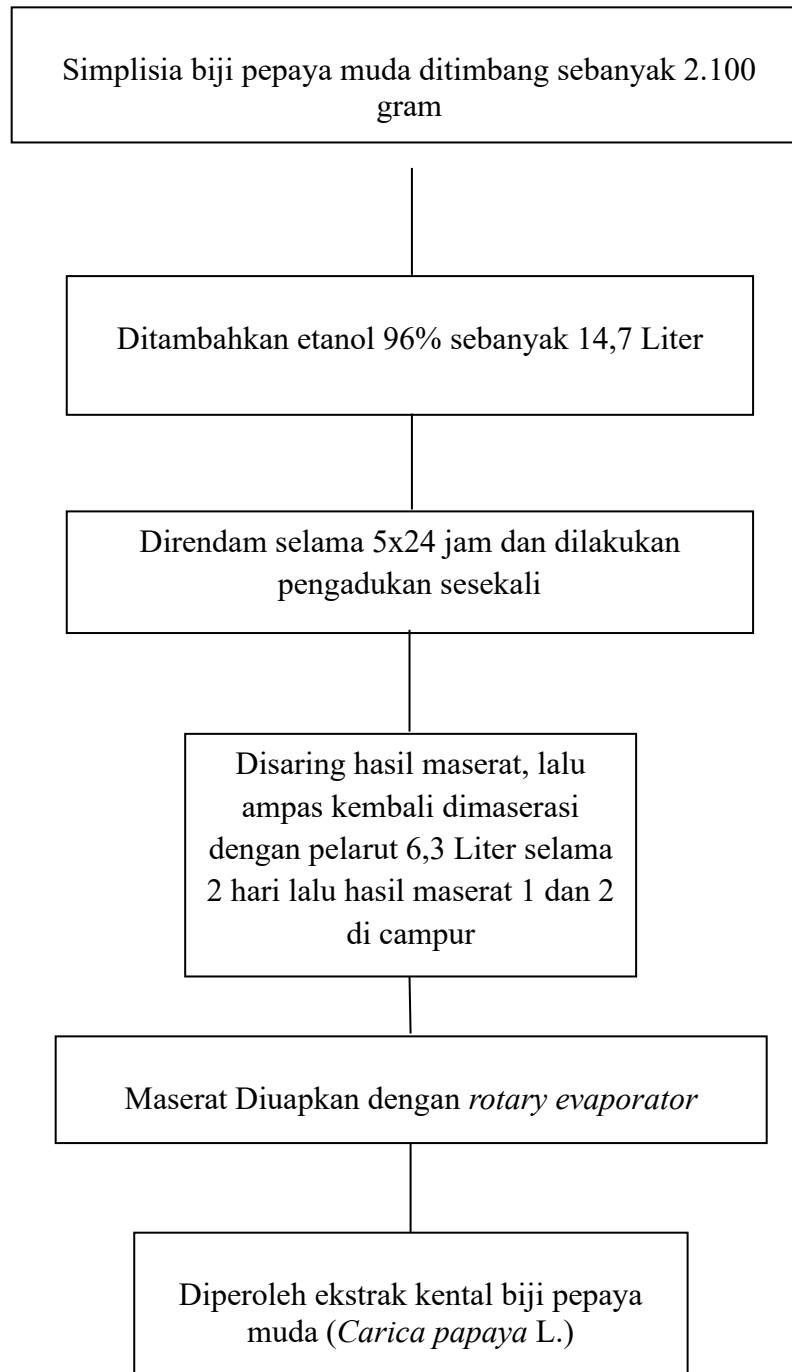 Simplisia biji pepaya muda ditimbang sebanyak 2.100
gram
Ditambahkan etanol 96% sebanyak 14,7 Liter
Direndam selama 5x24 jam dan dilakukan
pengadukan sesekali
Disaring hasil maserat, lalu
ampas kembali dimaserasi
dengan pelarut 6,3 Liter selama
2 hari lalu hasil maserat 1 dan 2
di campur
Maserat Diuapkan dengan rotary evaporator
Diperoleh ekstrak kental biji pepaya
muda (Carica papaya L.)